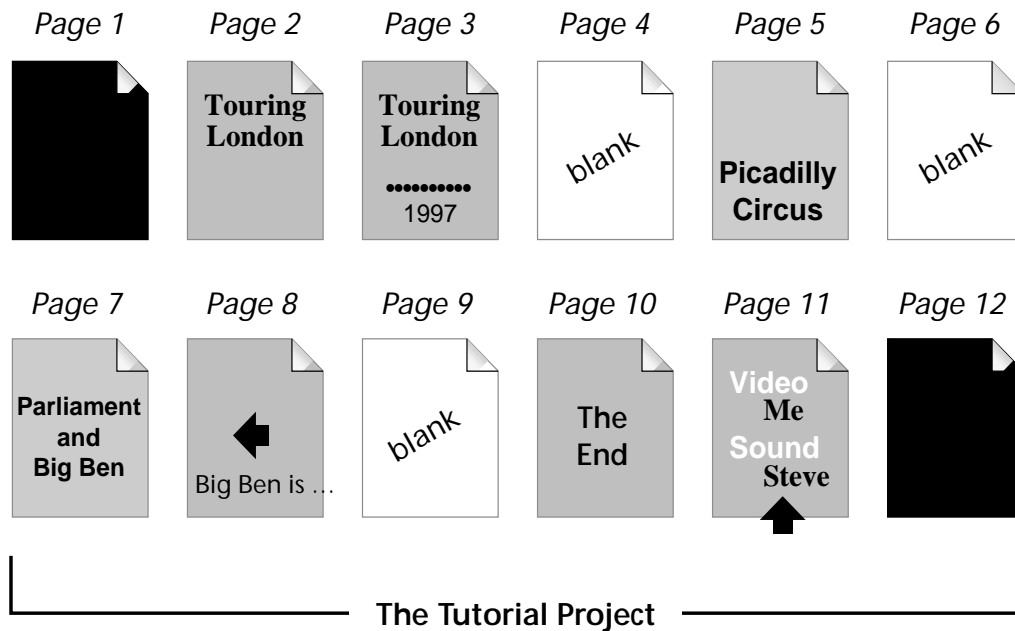 Page 1
Page 2
Page 3
Page 4
Page 5
Page 6
Touring
London
Touring
London
••••••••••
1997
blank
Picadilly
Circus
blank
Page 7
Page 8
Page 9
Page 10
Page 11
Page 12
Parliament
and
Big Ben
Big Ben is …
blank
The
End
Video
Me
Sound
Steve
The Tutorial Project